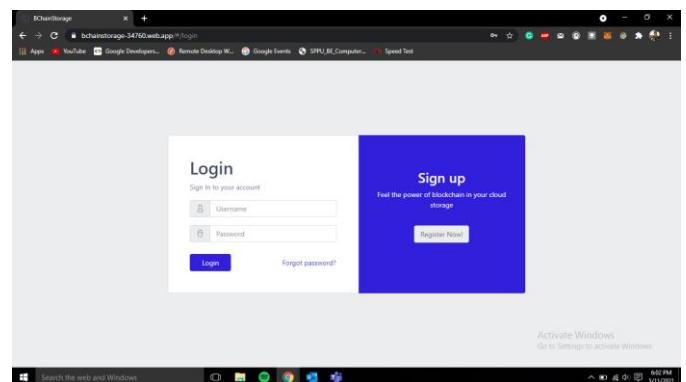 BChainStorage
bchainstorage-34760.web.app/#/login
Apps YouTube Google Developers... Remote Desktop W... Google Events SPPU_BE_Computer... Speed Test
Login
Sign In to your account
Username
Password
Login Forgot password?
Sign up
Feel the power of blockchain in your cloud
storage
Register Now!
Activate Windows
Go to Settings to activate Windows.
Search the web and Windows
6:02 PM
5/11/2021